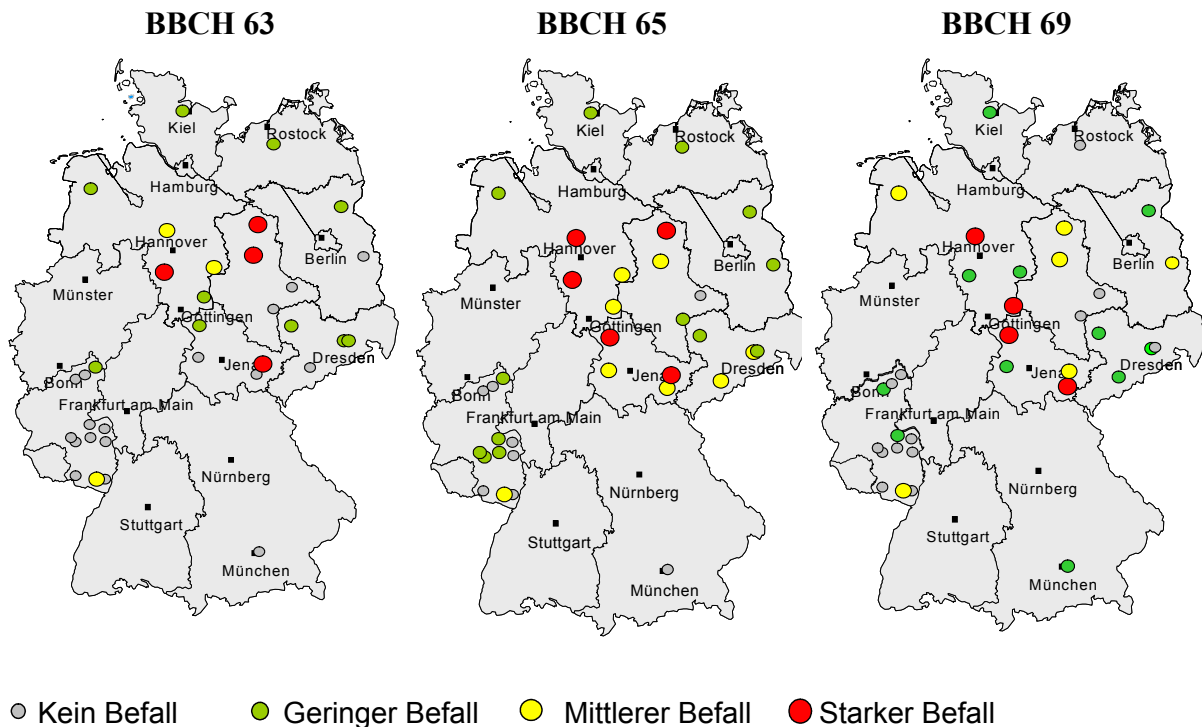 BBCH 63 BBCH 65 BBCH 69
Kiel
Rostock
Hamburg
Hannover
Berlin
Münster
Göttingen
Dresden
Jena
Bonn
Frankfurt am Main
Nürnberg
Stuttgart
München
Kiel
Rostock
Hamburg
Hannover
Berlin
Münster
Göttingen
Dresden
Jena
Bonn
Frankfurt am Main
Nürnberg
Stuttgart
München
Kiel
Rostock
Hamburg
Hannover
Berlin
Münster
Göttingen
Dresden
Jena
Bonn
Frankfurt am Main
Nürnberg
Stuttgart
München
Kein Befall Geringer Befall Mittlerer Befall Starker Befall